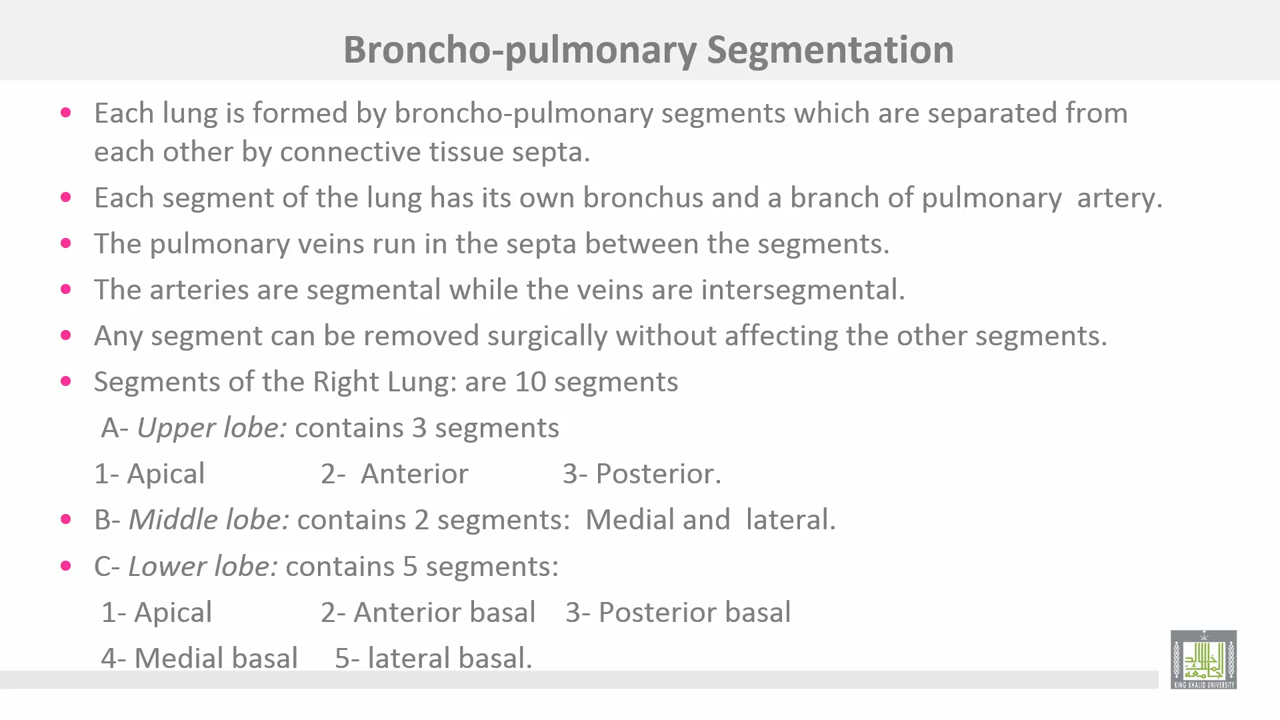 Broncho-pulmonary Segmentation
• Each lung is formed by broncho-pulmonary segments which are separated from
each other by connective tissue septa.
• Each segment of the lung has its own bronchus and a branch of pulmonary artery.
• The pulmonary veins run in the septa between the segments.
• The arteries are segmental while the veins are intersegmental.
• Any segment can be removed surgically without affecting the other segments.
• Segments of the Right Lung: are 10 segments
A- Upper lobe: contains 3 segments
1- Apical 2- Anterior 3- Posterior.
• B- Middle lobe: contains 2 segments: Medial and lateral.
• C- Lower lobe: contains 5 segments:
1- Apical 2- Anterior basal 3- Posterior basal
4- Medial basal 5- lateral basal.
KING KHALID UNIVERSITY